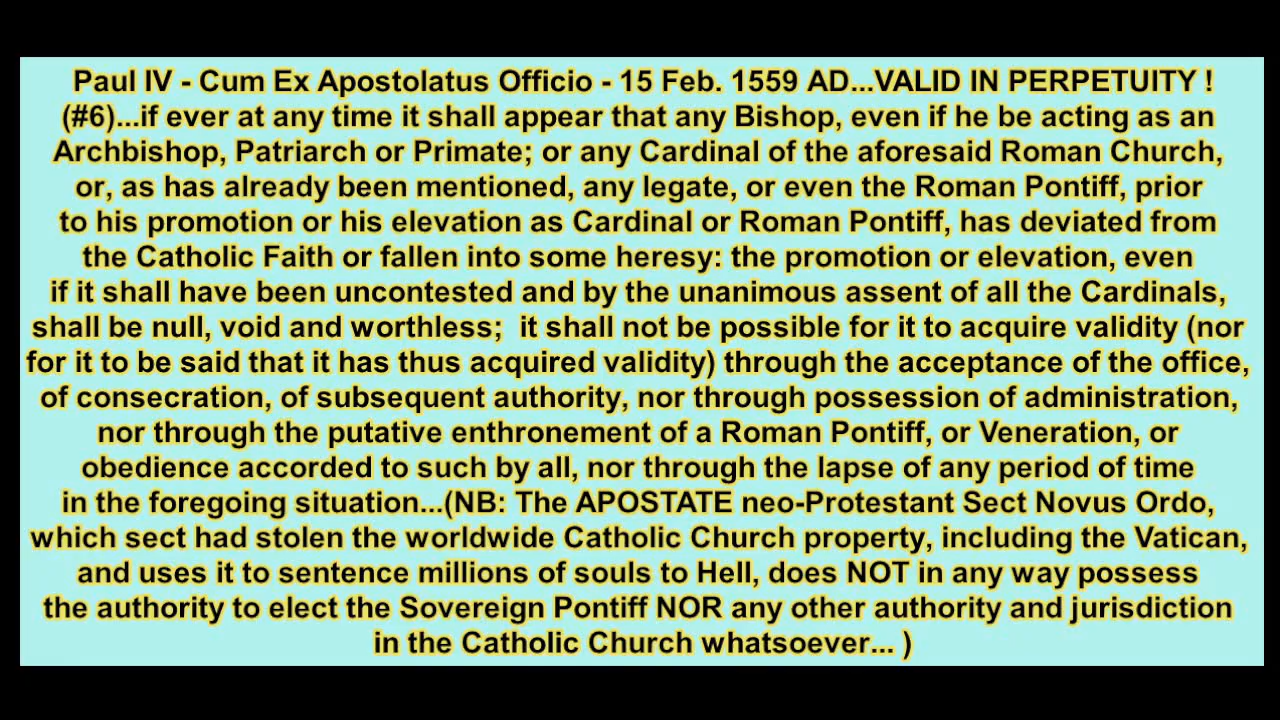 Paul IV - Cum Ex Apostolatus Officio - 15 Feb. 1559 AD...VALID IN PERPETUITY !
(#6)...if ever at any time it shall appear that any Bishop, even if he be acting as an
Archbishop, Patriarch or Primate; or any Cardinal of the aforesaid Roman Church,
or, as has already been mentioned, any legate, or even the Roman Pontiff, prior
to his promotion or his elevation as Cardinal or Roman Pontiff, has deviated from
the Catholic Faith or fallen into some heresy: the promotion or elevation, even
if it shall have been uncontested and by the unanimous assent of all the Cardinals,
shall be null, void and worthless;  it shall not be possible for it to acquire validity (nor
for it to be said that it has thus acquired validity) through the acceptance of the office,
of consecration, of subsequent authority, nor through possession of administration,
nor through the putative enthronement of a Roman Pontiff, or Veneration, or
obedience accorded to such by all, nor through the lapse of any period of time
in the foregoing situation...(NB: The APOSTATE neo-Protestant Sect Novus Ordo,
which sect had stolen the worldwide Catholic Church property, including the Vatican,
and uses it to sentence millions of souls to Hell, does NOT in any way possess
the authority to elect the Sovereign Pontiff NOR any other authority and jurisdiction
in the Catholic Church whatsoever... )